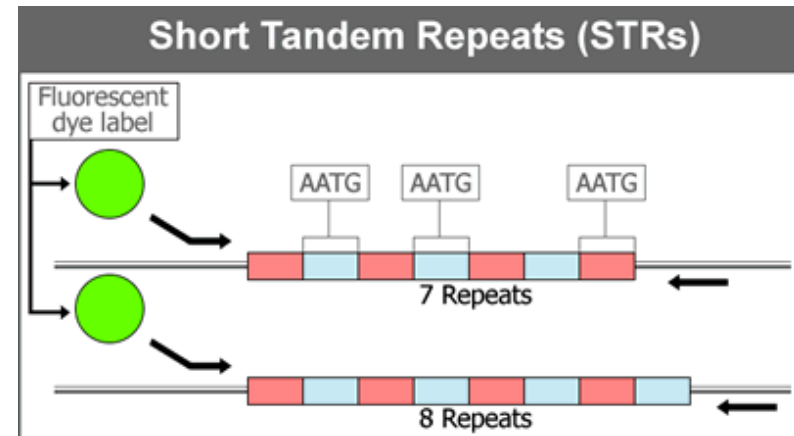 Short Tandem Repeats (STRs)
Fluorescent
dye label
AATG AATG AATG
7 Repeats
8 Repeats